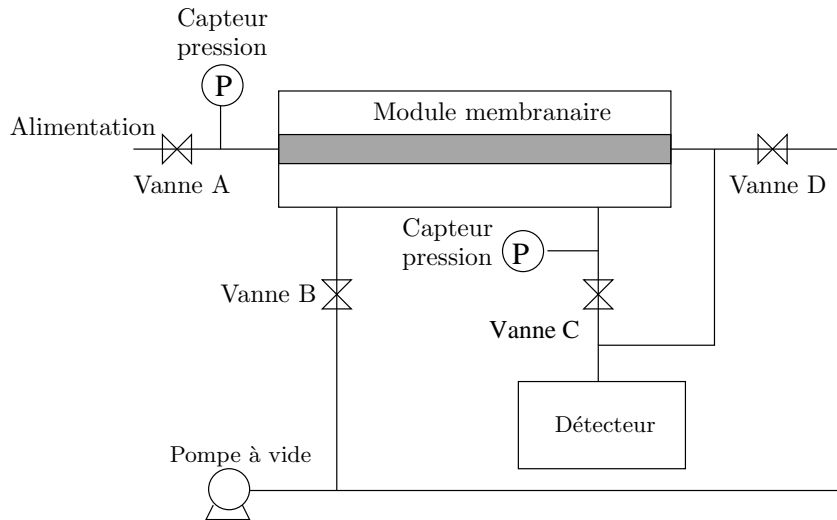 Capteur
pression
P
Module membranaire
Alimentation
Vanne A
Vanne D
Capteur
pression
P
Vanne B
Vanne C
Détecteur
Pompe à vide